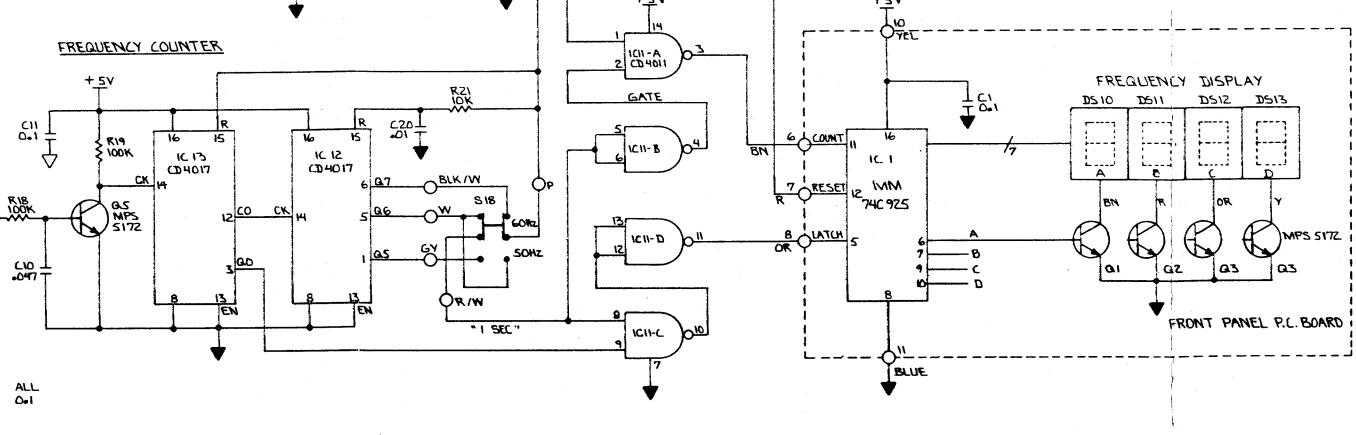 FREQUENCY COUNTER
+5V
C11
0.1
R19
100K
R18
100K
CK
14
Q5
MPS
5172
C10
.047
16
15
R
IC 13
CD4017
12
CO
3
Q0
8
13
EN
16
15
R
IC 12
CD4017
CK
14
6
Q7
5
Q6
1
Q5
8
13
EN
R21
10K
C20
.01
BLK/W
W
GY
R/W
S18
60Hz
50Hz
P
"1 SEC"
+5V
14
1
2
IC11-A
CD4011
3
GATE
5
6
IC11-B
4
13
12
IC11-D
11
8
9
IC11-C
10
7
+5V
10
YEL
C1
0.1
6
COUNT
BN
7
RESET
R
8
LATCH
OR
11
12
5
16
IC 1
MM
74C925
6
7
9
10
A
B
C
D
8
11
BLUE
7
FREQUENCY DISPLAY
DS10 DS11 DS12 DS13
A B C D
BN R OR Y
MPS 5172
Q1 Q2 Q3 Q3
FRONT PANEL P.C. BOARD
ALL
0.1